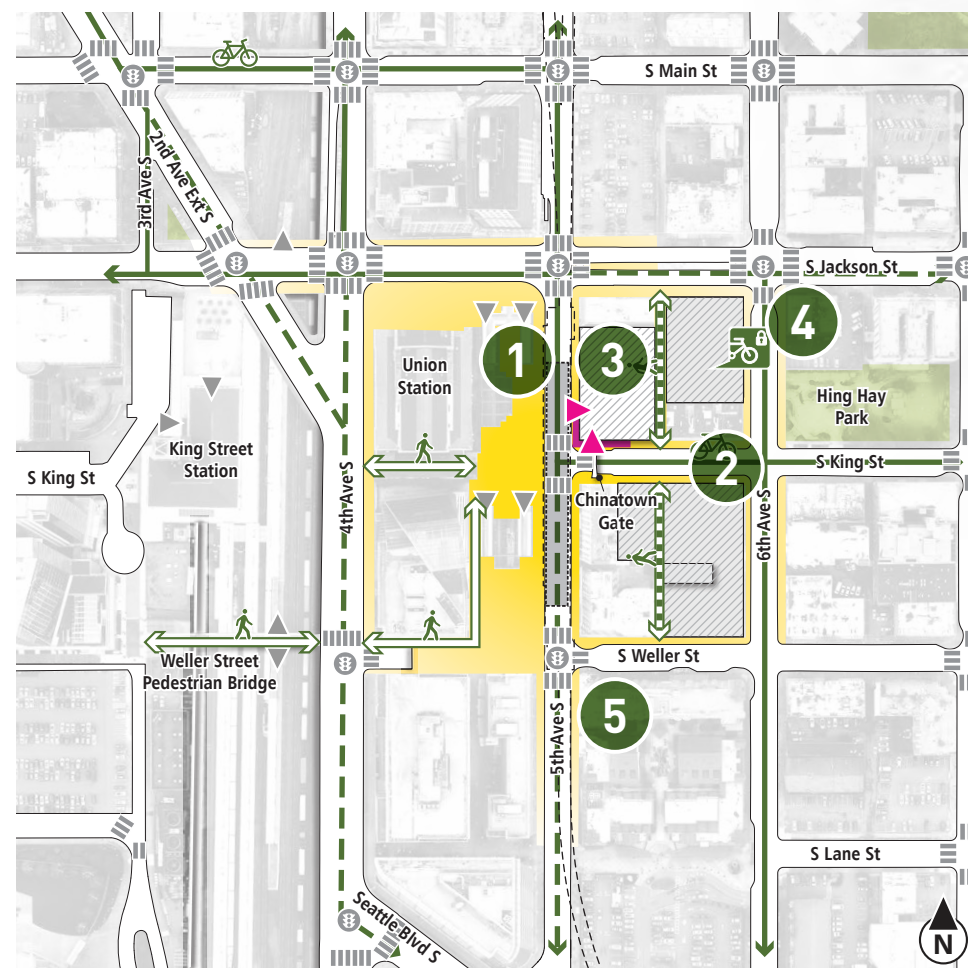 S Main St
3rd Ave S
2nd Ave Ext S
S Jackson St
1
3
4
Union
Station
Hing Hay
Park
King Street
Station
S King St
2
S King St
Chinatown
Gate
4th Ave S
6th Ave S
Weller Street
Pedestrian Bridge
S Weller St
5
5th Ave S
S Lane St
Seattle Blvd S
N